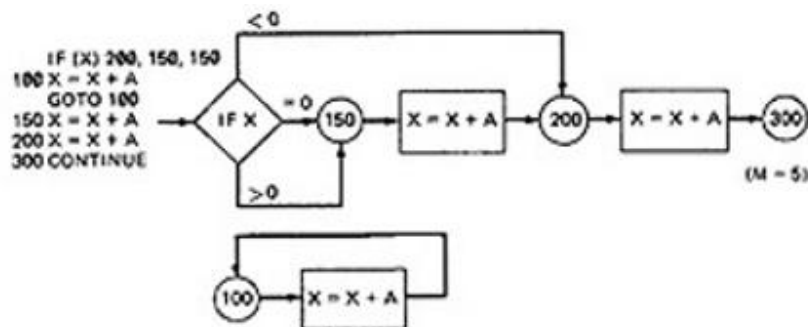 IF (X) 200, 150, 150
100 X = X + A
GOTO 100
150 X = X + A
200 X = X + A
300 CONTINUE
< 0
IF X
= 0
150
X = X + A
200
X = X + A
300
> 0
(M = 5)
100
X = X + A